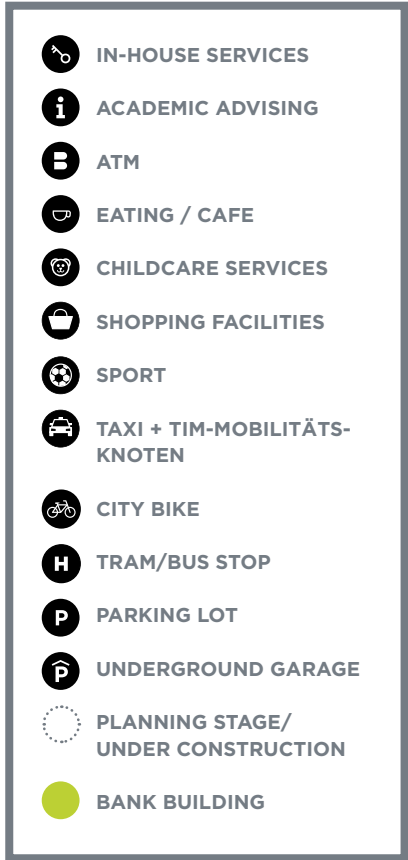 IN-HOUSE SERVICES
i ACADEMIC ADVISING
ATM
EATING / CAFE
CHILDCARE SERVICES
SHOPPING FACILITIES
SPORT
TAXI + TIM-MOBILITÄTS-
KNOTEN
CITY BIKE
H TRAM/BUS STOP
P PARKING LOT
P UNDERGROUND GARAGE
PLANNING STAGE/
UNDER CONSTRUCTION
BANK BUILDING